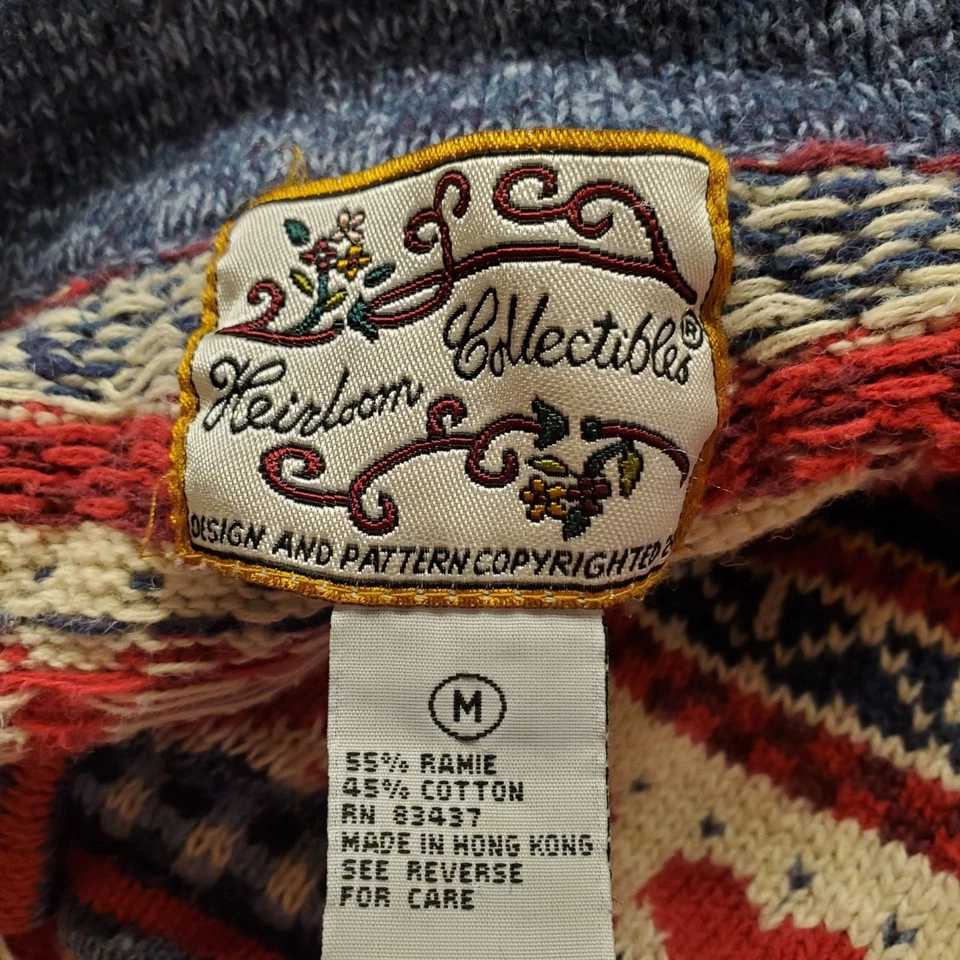 Heirloom Collectibles®
DESIGN AND PATTERN COPYRIGHTED
M
55% RAMIE
45% COTTON
RN 83437
MADE IN HONG KONG
SEE REVERSE
FOR CARE